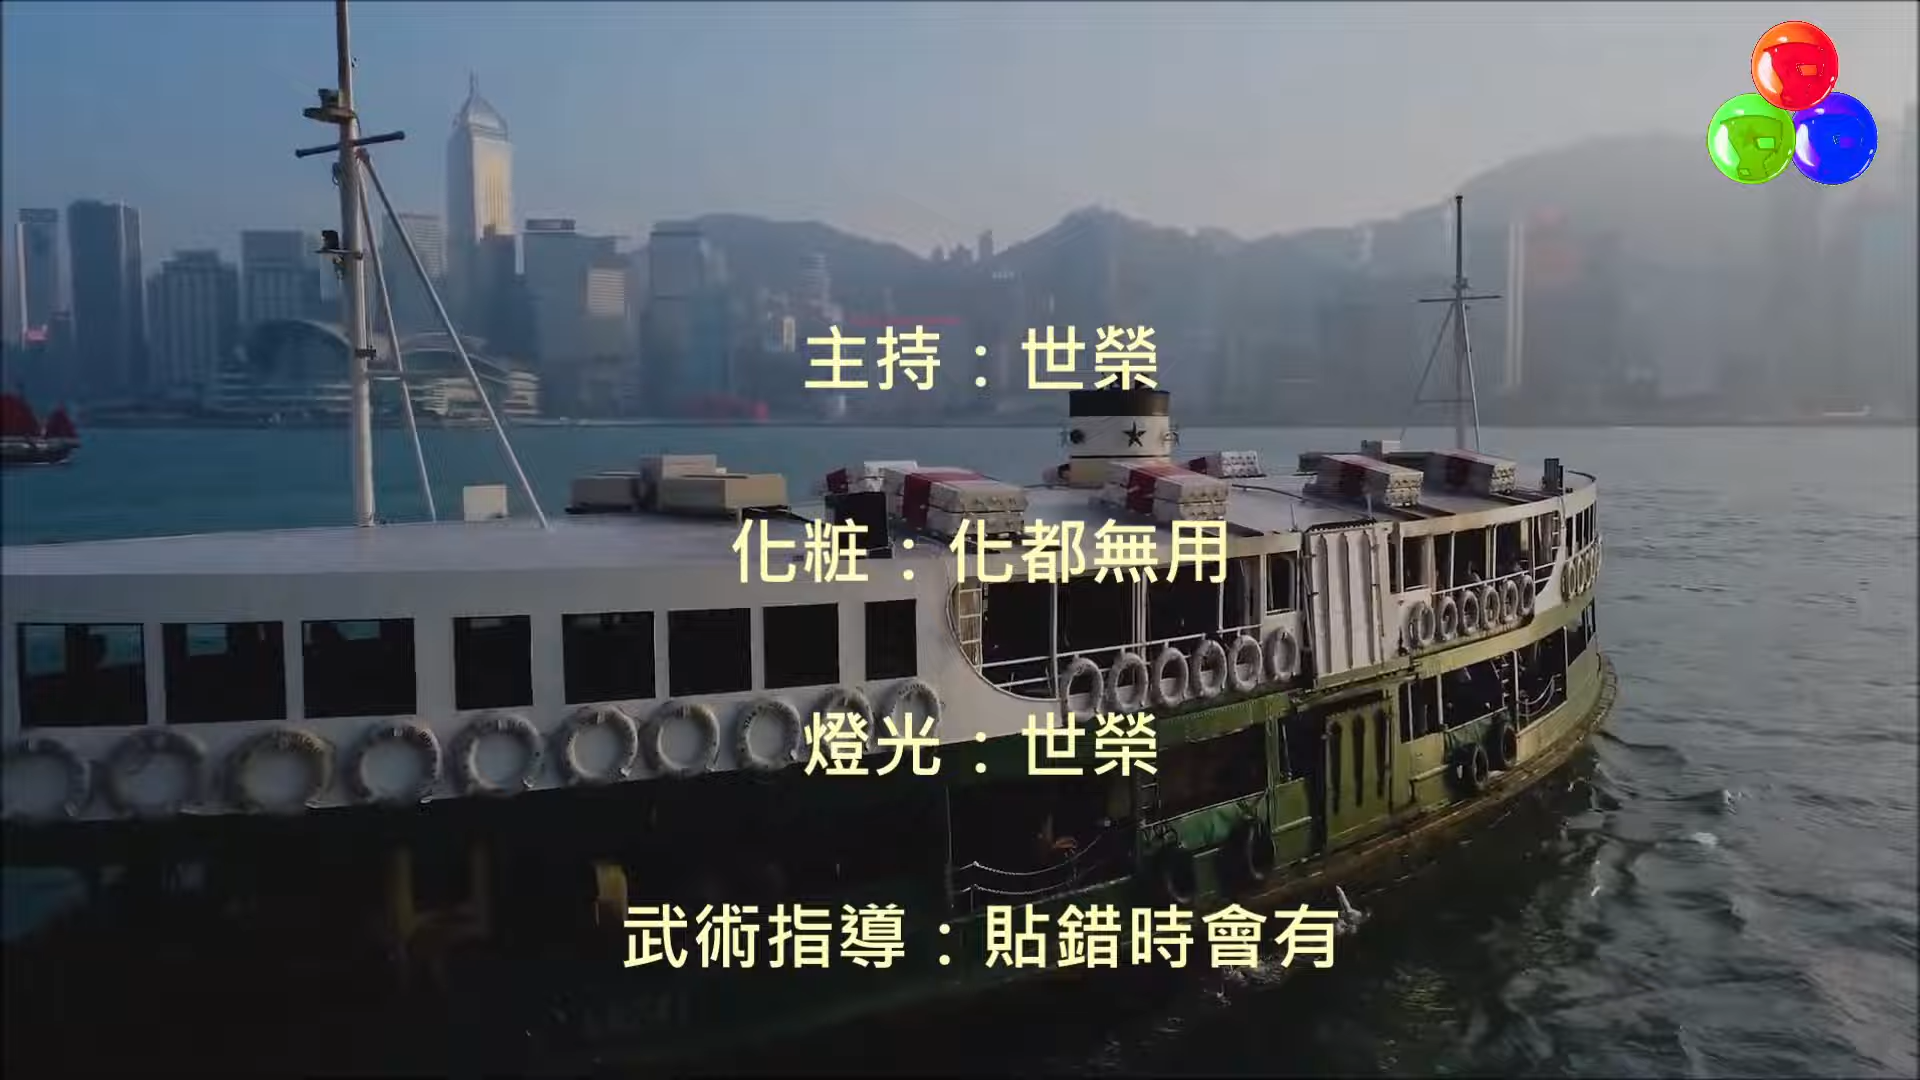 主持：世榮
化粧：化都無用
燈光：世榮
武術指導：貼錯時會有